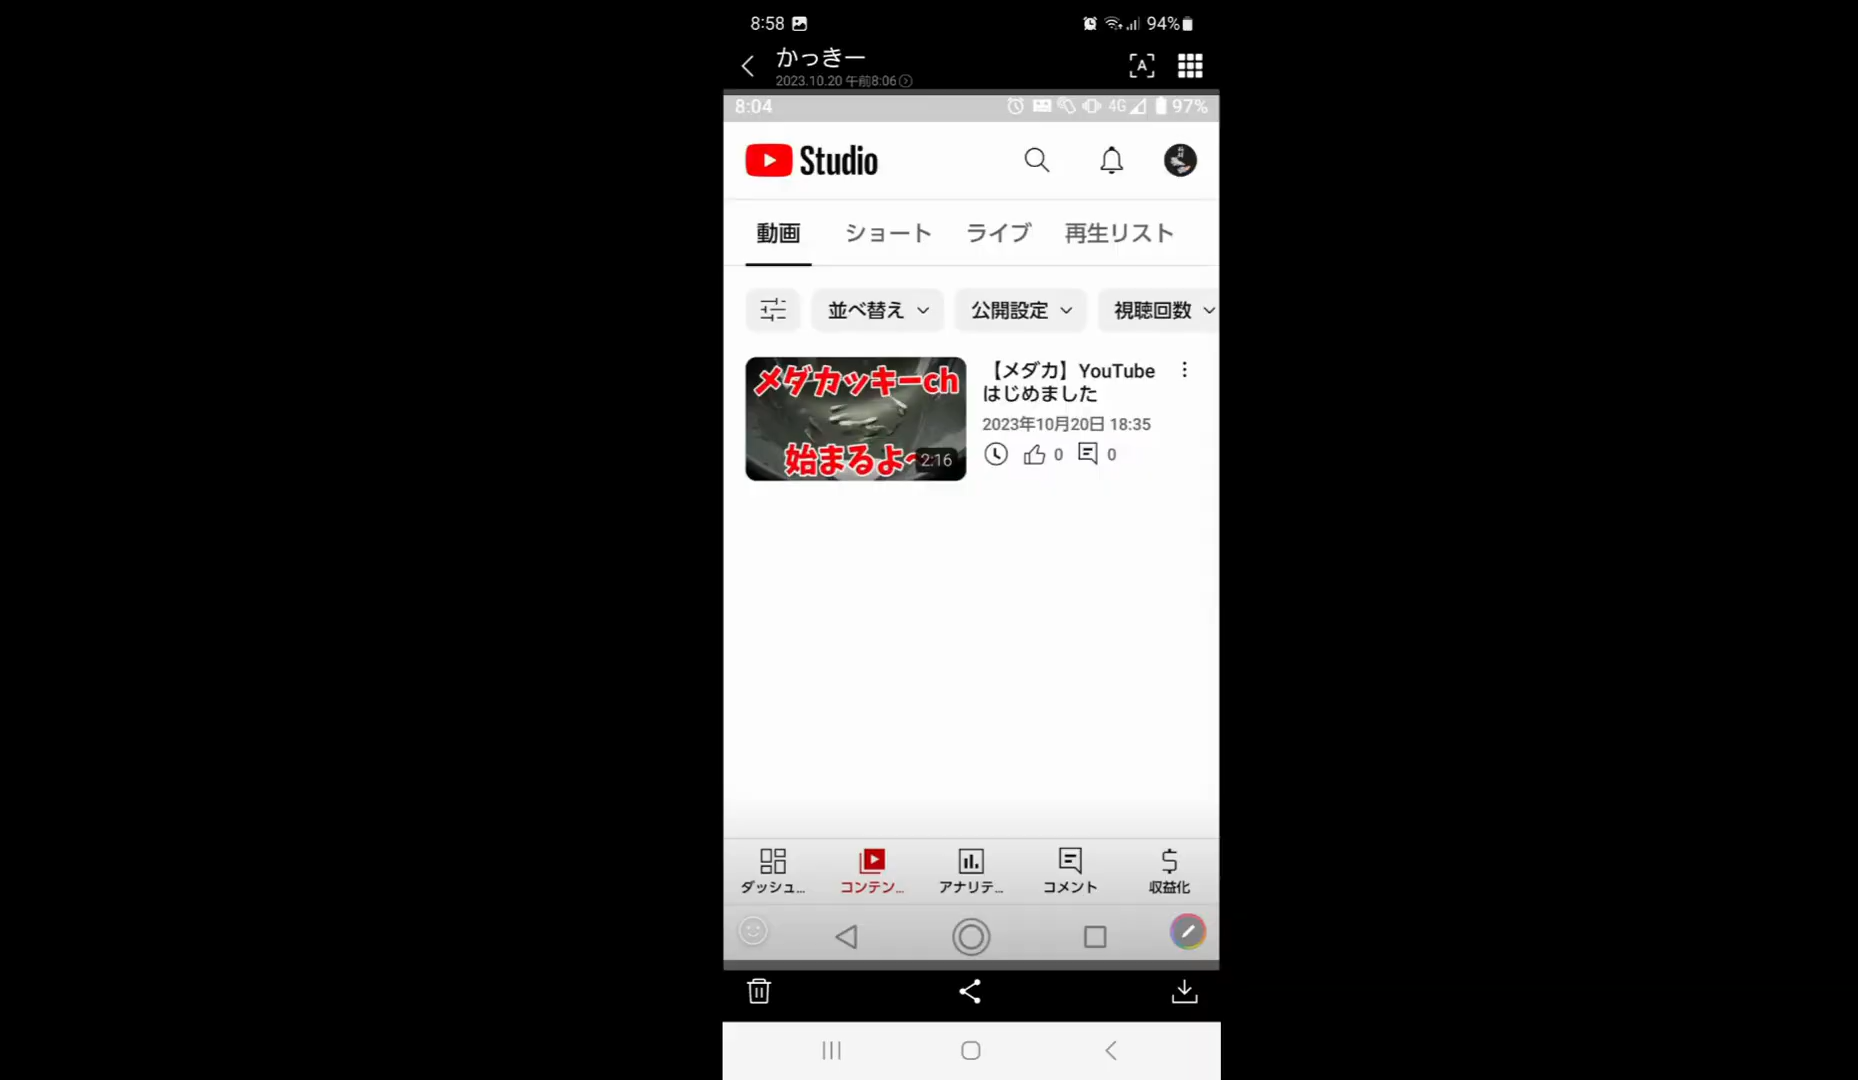 8:58 94%
かっきー
2023.10.20 午前8:06
A
8:04 4G 97%
Studio
動画 ショート ライブ 再生リスト
並べ替え 公開設定 視聴回数
メダカッキーch
始まるよ〜
2:16
【メダカ】YouTube
はじめました
2023年10月20日 18:35
0 0
ダッシュ... コンテン... アナリテ... コメント 収益化